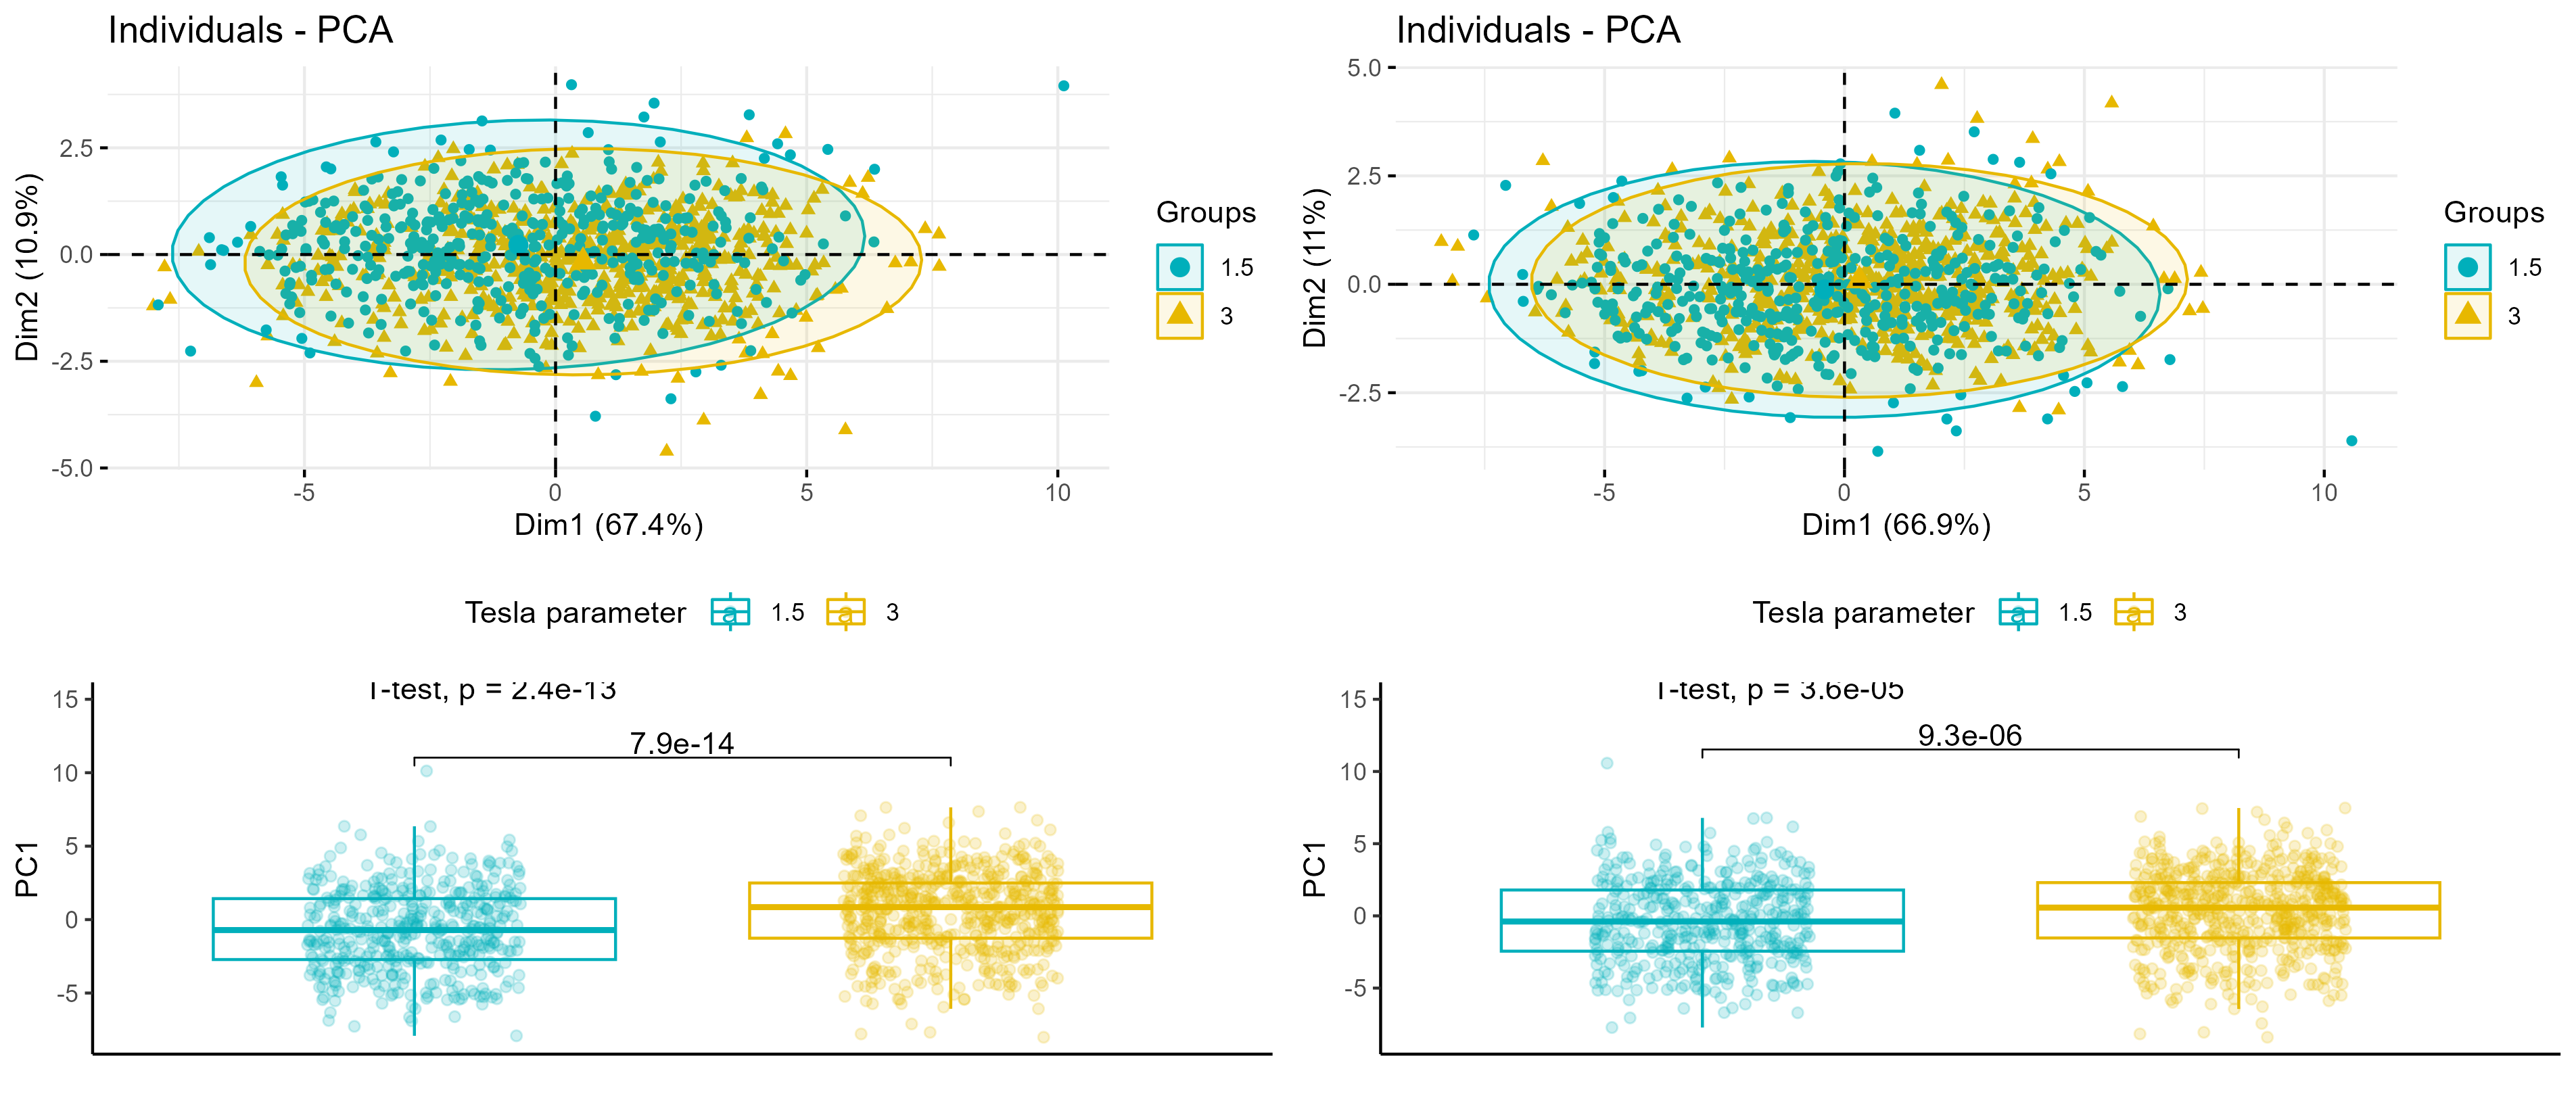 Individuals - PCA
5.0
2.5
0.0
-2.5
-5.0
Dim2 (10.9%)
-5 0 5 10
Dim1 (67.4%)
Groups
1.5
3
Individuals - PCA
5.0
2.5
0.0
-2.5
Dim2 (11%)
-5 0 5 10
Dim1 (66.9%)
Groups
1.5
3
Tesla parameter a 1.5 a 3
T-test, p = 2.4e-13
7.9e-14
15
10
5
0
-5
PC1
Tesla parameter a 1.5 a 3
T-test, p = 3.6e-05
9.3e-06
15
10
5
0
-5
PC1